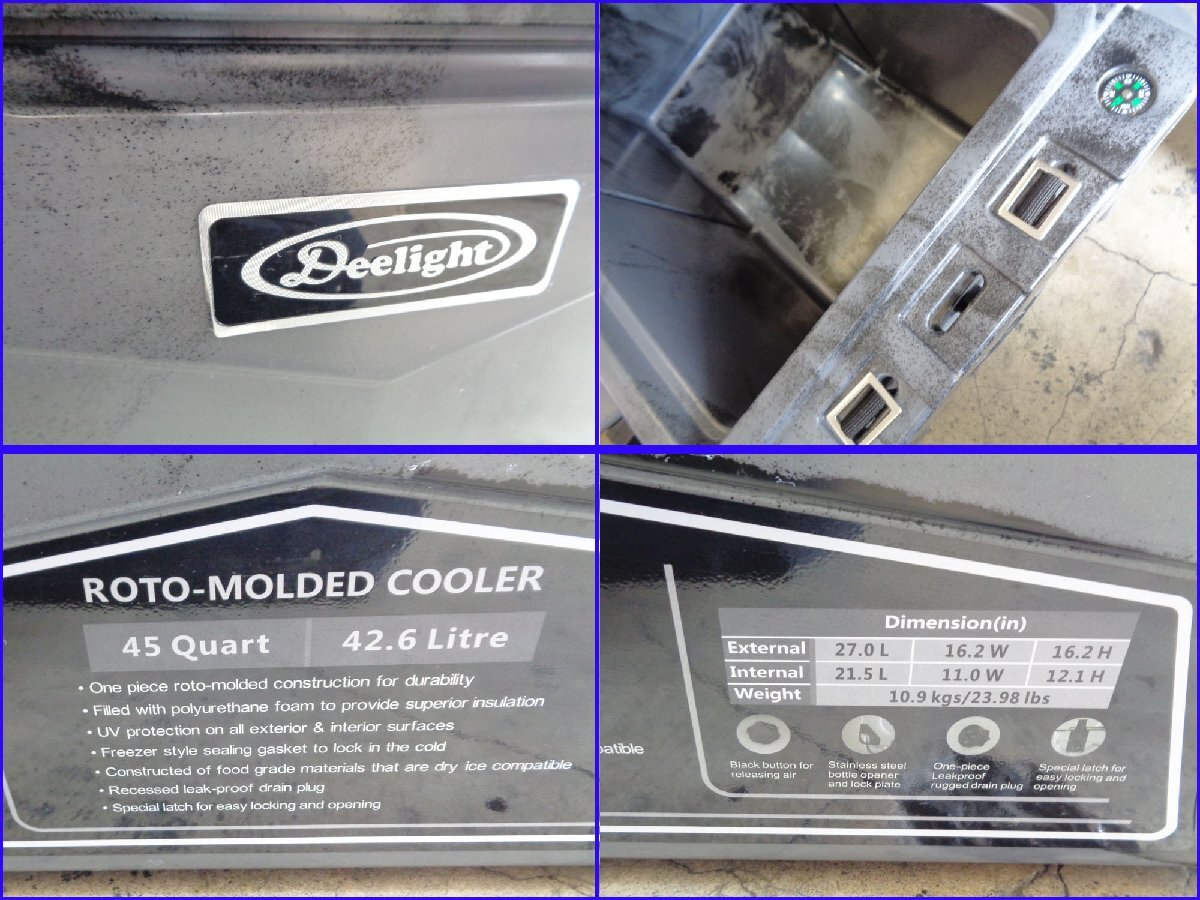 Deelight
ROTO-MOLDED COOLER
45 Quart 42.6 Litre
• One piece roto-molded construction for durability
• Filled with polyurethane foam to provide superior insulation
• UV protection on all exterior & interior surfaces
• Freezer style sealing gasket to lock in the cold
• Constructed of food grade materials that are dry ice compatible
• Recessed leak-proof drain plug
• Special latch for easy locking and opening
patible
Dimension(in)
External 27.0 L 16.2 W 16.2 H
Internal 21.5 L 11.0 W 12.1 H
Weight 10.9 kgs/23.98 lbs
Black button for
releasing air
Stainless steel
bottle opener
and lock plate
One-piece
Leakproof
rugged drain plug
Special latch for
easy locking and
opening